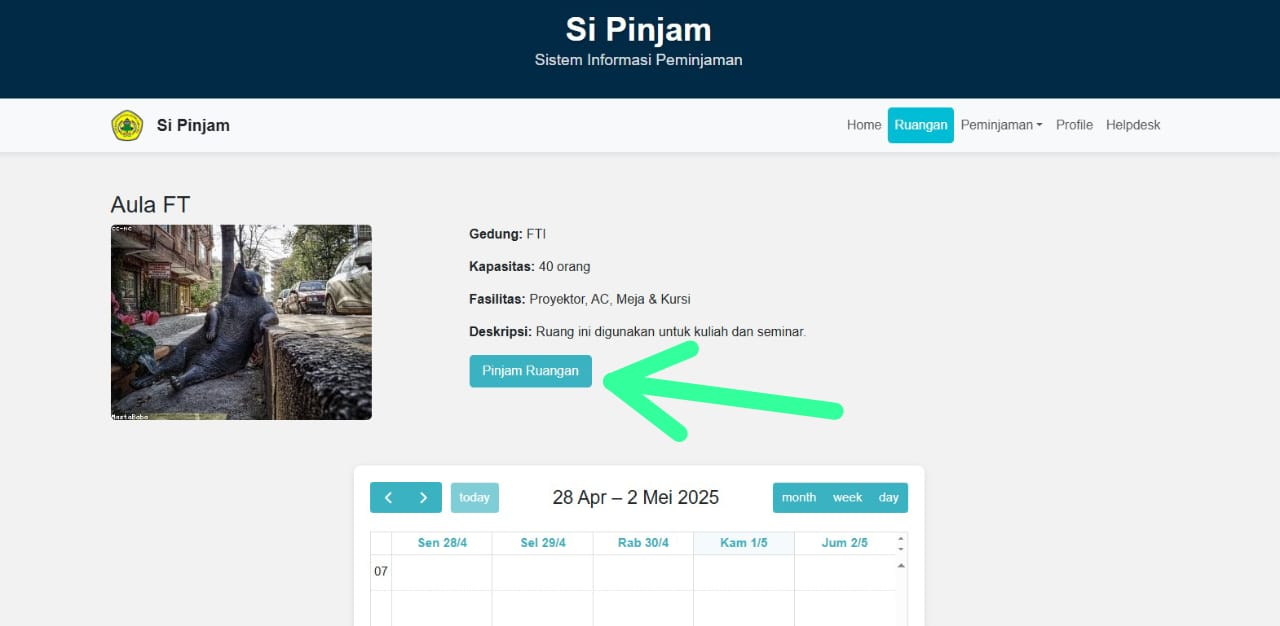 Si Pinjam
Sistem Informasi Peminjaman
Si Pinjam
Home Ruangan Peminjaman Profile Helpdesk
Aula FT
CC-NC
MastaBaba
Gedung: FTI
Kapasitas: 40 orang
Fasilitas: Proyektor, AC, Meja & Kursi
Deskripsi: Ruang ini digunakan untuk kuliah dan seminar.
Pinjam Ruangan
today 28 Apr – 2 Mei 2025 month week day
Sen 28/4 Sel 29/4 Rab 30/4 Kam 1/5 Jum 2/5
07